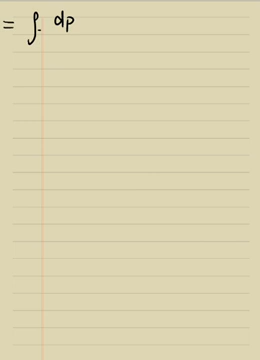 = ∫. dp